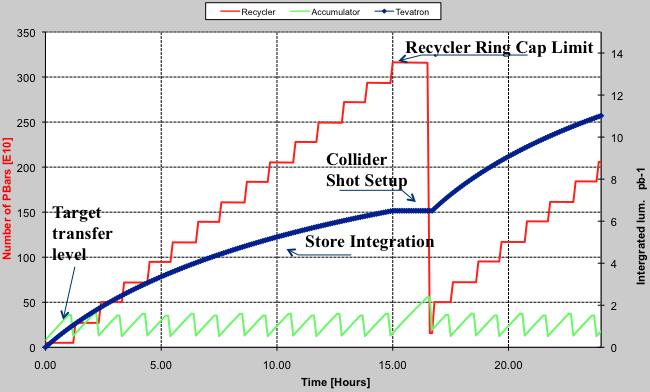 Recycler Accumulator Tevatron
Number of PBars [E10]
350
300
250
200
150
100
50
0
Recycler Ring Cap Limit
Collider
Shot Setup
Target
transfer
level
Store Integration
14
12
10
8
6
4
2
0
Intergrated lum. pb-1
0.00 5.00 10.00 15.00 20.00
Time [Hours]